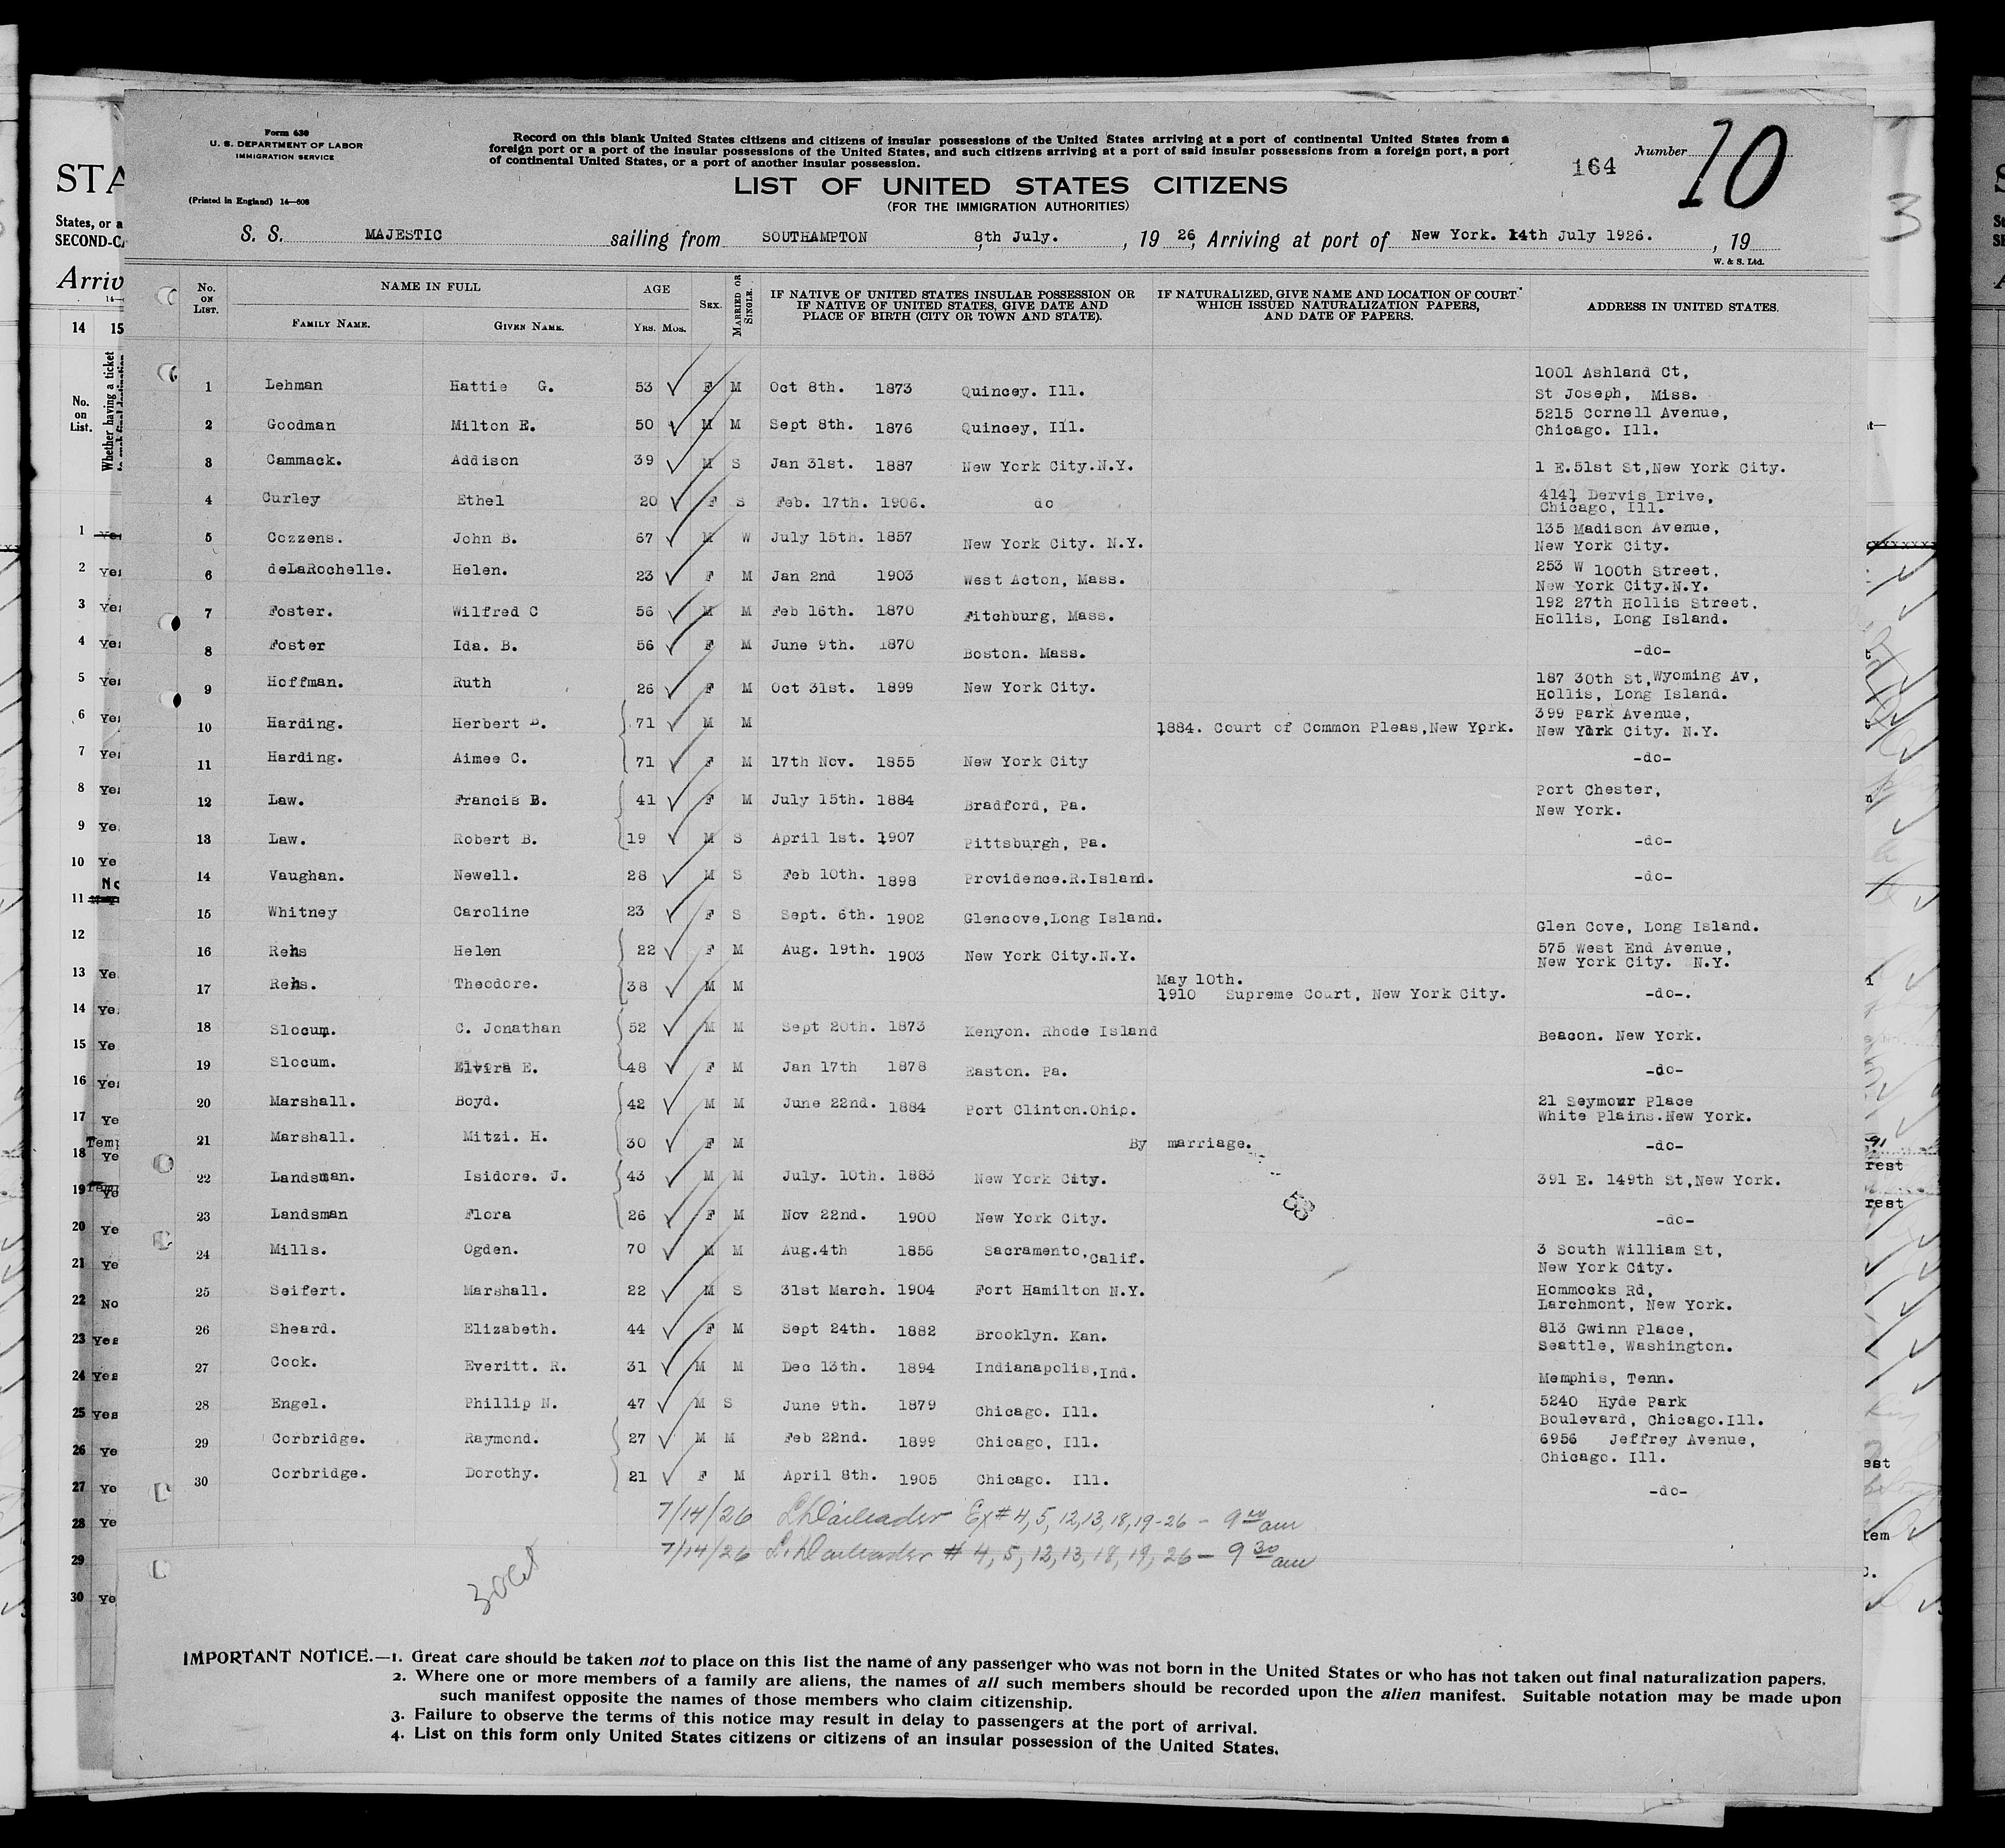 Form 630
U. S. DEPARTMENT OF LABOR
IMMIGRATION SERVICE
(Printed in England) 14—608
Record on this blank United States citizens and citizens of insular possessions of the United States arriving at a port of continental United States from a
foreign port or a port of the insular possessions of the United States, and such citizens arriving at a port of said insular possessions from a foreign port, a port
of continental United States, or a port of another insular possession.
164
Number 10
LIST OF UNITED STATES CITIZENS
(FOR THE IMMIGRATION AUTHORITIES)
S. S. MAJESTIC sailing from SOUTHAMPTON 8th July. , 19 26, Arriving at port of New York. 14th July 1926. , 19
W. & S. Ltd.
No. on List. NAME IN FULL AGE Sex. Married or Single. IF NATIVE OF UNITED STATES INSULAR POSSESSION OR IF NATIVE OF UNITED STATES, GIVE DATE AND PLACE OF BIRTH (CITY OR TOWN AND STATE). IF NATURALIZED, GIVE NAME AND LOCATION OF COURT WHICH ISSUED NATURALIZATION PAPERS, AND DATE OF PAPERS. ADDRESS IN UNITED STATES.
Family Name. Given Name. Yrs. Mos.
1 Lehman Hattie G. 53 F M Oct 8th. 1873 Quincey. Ill. 1001 Ashland Ct, St Joseph, Miss.
2 Goodman Milton E. 50 M M Sept 8th. 1876 Quincey, Ill. 5215 Cornell Avenue, Chicago. Ill.
3 Cammack. Addison 39 M S Jan 31st. 1887 New York City.N.Y. 1 E.51st St,New York City.
4 Curley Ethel 20 F S Feb. 17th. 1906. do 4141 Dervis Drive, Chicago, Ill.
5 Cozzens. John B. 67 M W July 15th. 1857 New York City. N.Y. 135 Madison Avenue, New York City.
6 deLaRochelle. Helen. 23 F M Jan 2nd 1903 West Acton, Mass. 253 W 100th Street, New York City.N.Y.
7 Foster. Wilfred C 56 M M Feb 16th. 1870 Fitchburg, Mass. 192 27th Hollis Street, Hollis, Long Island.
8 Foster Ida. B. 56 F M June 9th. 1870 Boston. Mass. -do-
9 Hoffman. Ruth 26 F M Oct 31st. 1899 New York City. 187 30th St,Wyoming Av, Hollis, Long Island.
10 Harding. Herbert B. 71 M M 1884. Court of Common Pleas,New York. 399 Park Avenue, New York City. N.Y.
11 Harding. Aimee C. 71 F M 17th Nov. 1855 New York City -do-
12 Law. Francis B. 41 F M July 15th. 1884 Bradford, Pa. Port Chester, New York.
13 Law. Robert B. 19 M S April 1st. 1907 Pittsburgh, Pa. -do-
14 Vaughan. Newell. 28 M S Feb 10th. 1898 Providence.R.Island. -do-
15 Whitney Caroline 23 F S Sept. 6th. 1902 Glencove,Long Island. Glen Cove, Long Island.
16 Rehs Helen 22 F M Aug. 19th. 1903 New York City.N.Y. 575 West End Avenue, New York City. N.Y.
17 Rehs. Theodore. 38 M M May 10th. 1910 Supreme Court, New York City. -do-.
18 Slocum. C. Jonathan 52 M M Sept 20th. 1873 Kenyon. Rhode Island Beacon. New York.
19 Slocum. Elvira E. 48 F M Jan 17th 1878 Easton. Pa. -do-
20 Marshall. Boyd. 42 M M June 22nd. 1884 Port Clinton.Ohio. 21 Seymour Place White Plains.New York.
21 Marshall. Mitzi. H. 30 F M By marriage. -do-
22 Landsman. Isidore. J. 43 M M July. 10th. 1883 New York City. 391 E. 149th St,New York.
23 Landsman Flora 26 F M Nov 22nd. 1900 New York City. -do-
24 Mills. Ogden. 70 M M Aug.4th 1856 Sacramento,Calif. 3 South William St, New York City.
25 Seifert. Marshall. 22 M S 31st March. 1904 Fort Hamilton N.Y. Hommocks Rd, Larchmont, New York.
26 Sheard. Elizabeth. 44 F M Sept 24th. 1882 Brooklyn. Kan. 813 Gwinn Place, Seattle, Washington.
27 Cook. Everitt. R. 31 M M Dec 13th. 1894 Indianapolis,Ind. Memphis, Tenn.
28 Engel. Phillip N. 47 M S June 9th. 1879 Chicago. Ill. 5240 Hyde Park Boulevard, Chicago.Ill.
29 Corbridge. Raymond. 27 M M Feb 22nd. 1899 Chicago, Ill. 6956 Jeffrey Avenue, Chicago. Ill.
30 Corbridge. Dorothy. 21 F M April 8th. 1905 Chicago. Ill. -do-
7/14/26 Ex# 4, 5, 12, 13, 18, 19-26 - 9 am
7/14/26 # 4, 5, 12, 13, 18, 19, 26 - 9 30 am
IMPORTANT NOTICE.—1. Great care should be taken not to place on this list the name of any passenger who was not born in the United States or who has not taken out final naturalization papers.
2. Where one or more members of a family are aliens, the names of all such members should be recorded upon the alien manifest. Suitable notation may be made upon
such manifest opposite the names of those members who claim citizenship.
3. Failure to observe the terms of this notice may result in delay to passengers at the port of arrival.
4. List on this form only United States citizens or citizens of an insular possession of the United States.